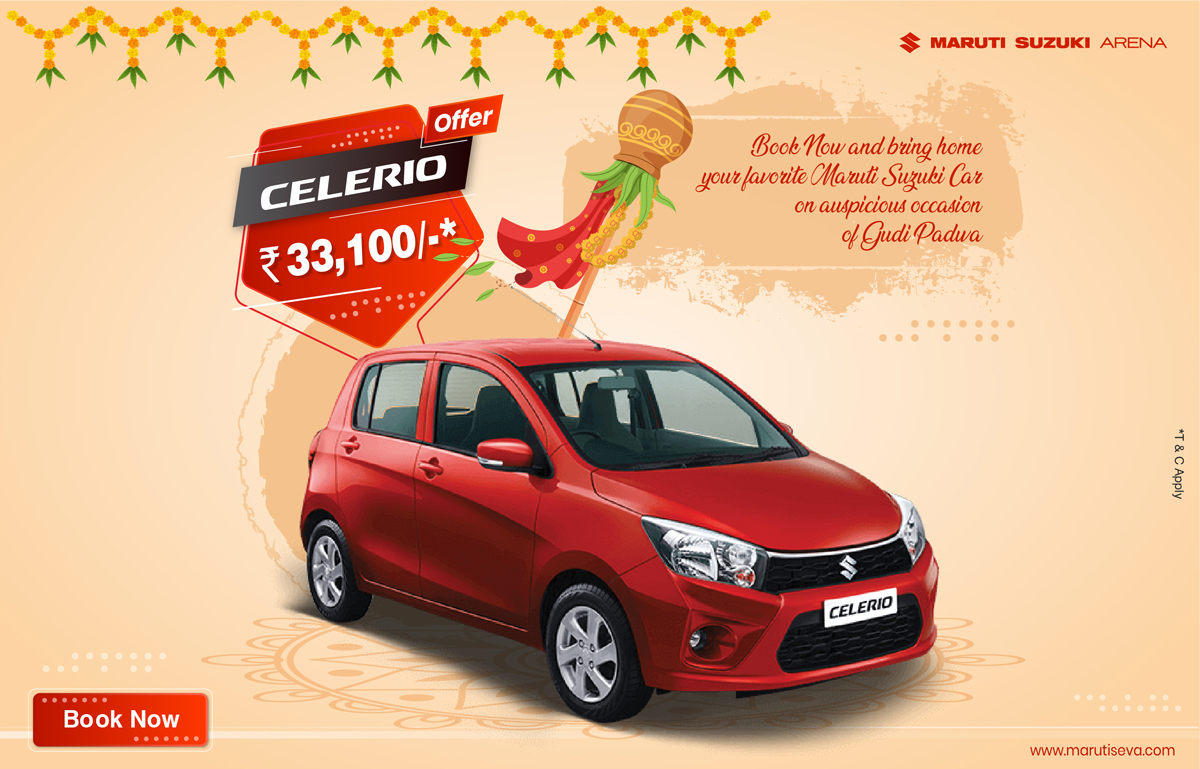 MARUTI SUZUKI ARENA
Offer
CELERIO
₹ 33,100/-*
Book Now and bring home
your favorite Maruti Suzuki Car
on auspicious occasion
of Gudi Padwa
*T & C Apply
CELERIO
Book Now
www.marutiseva.com